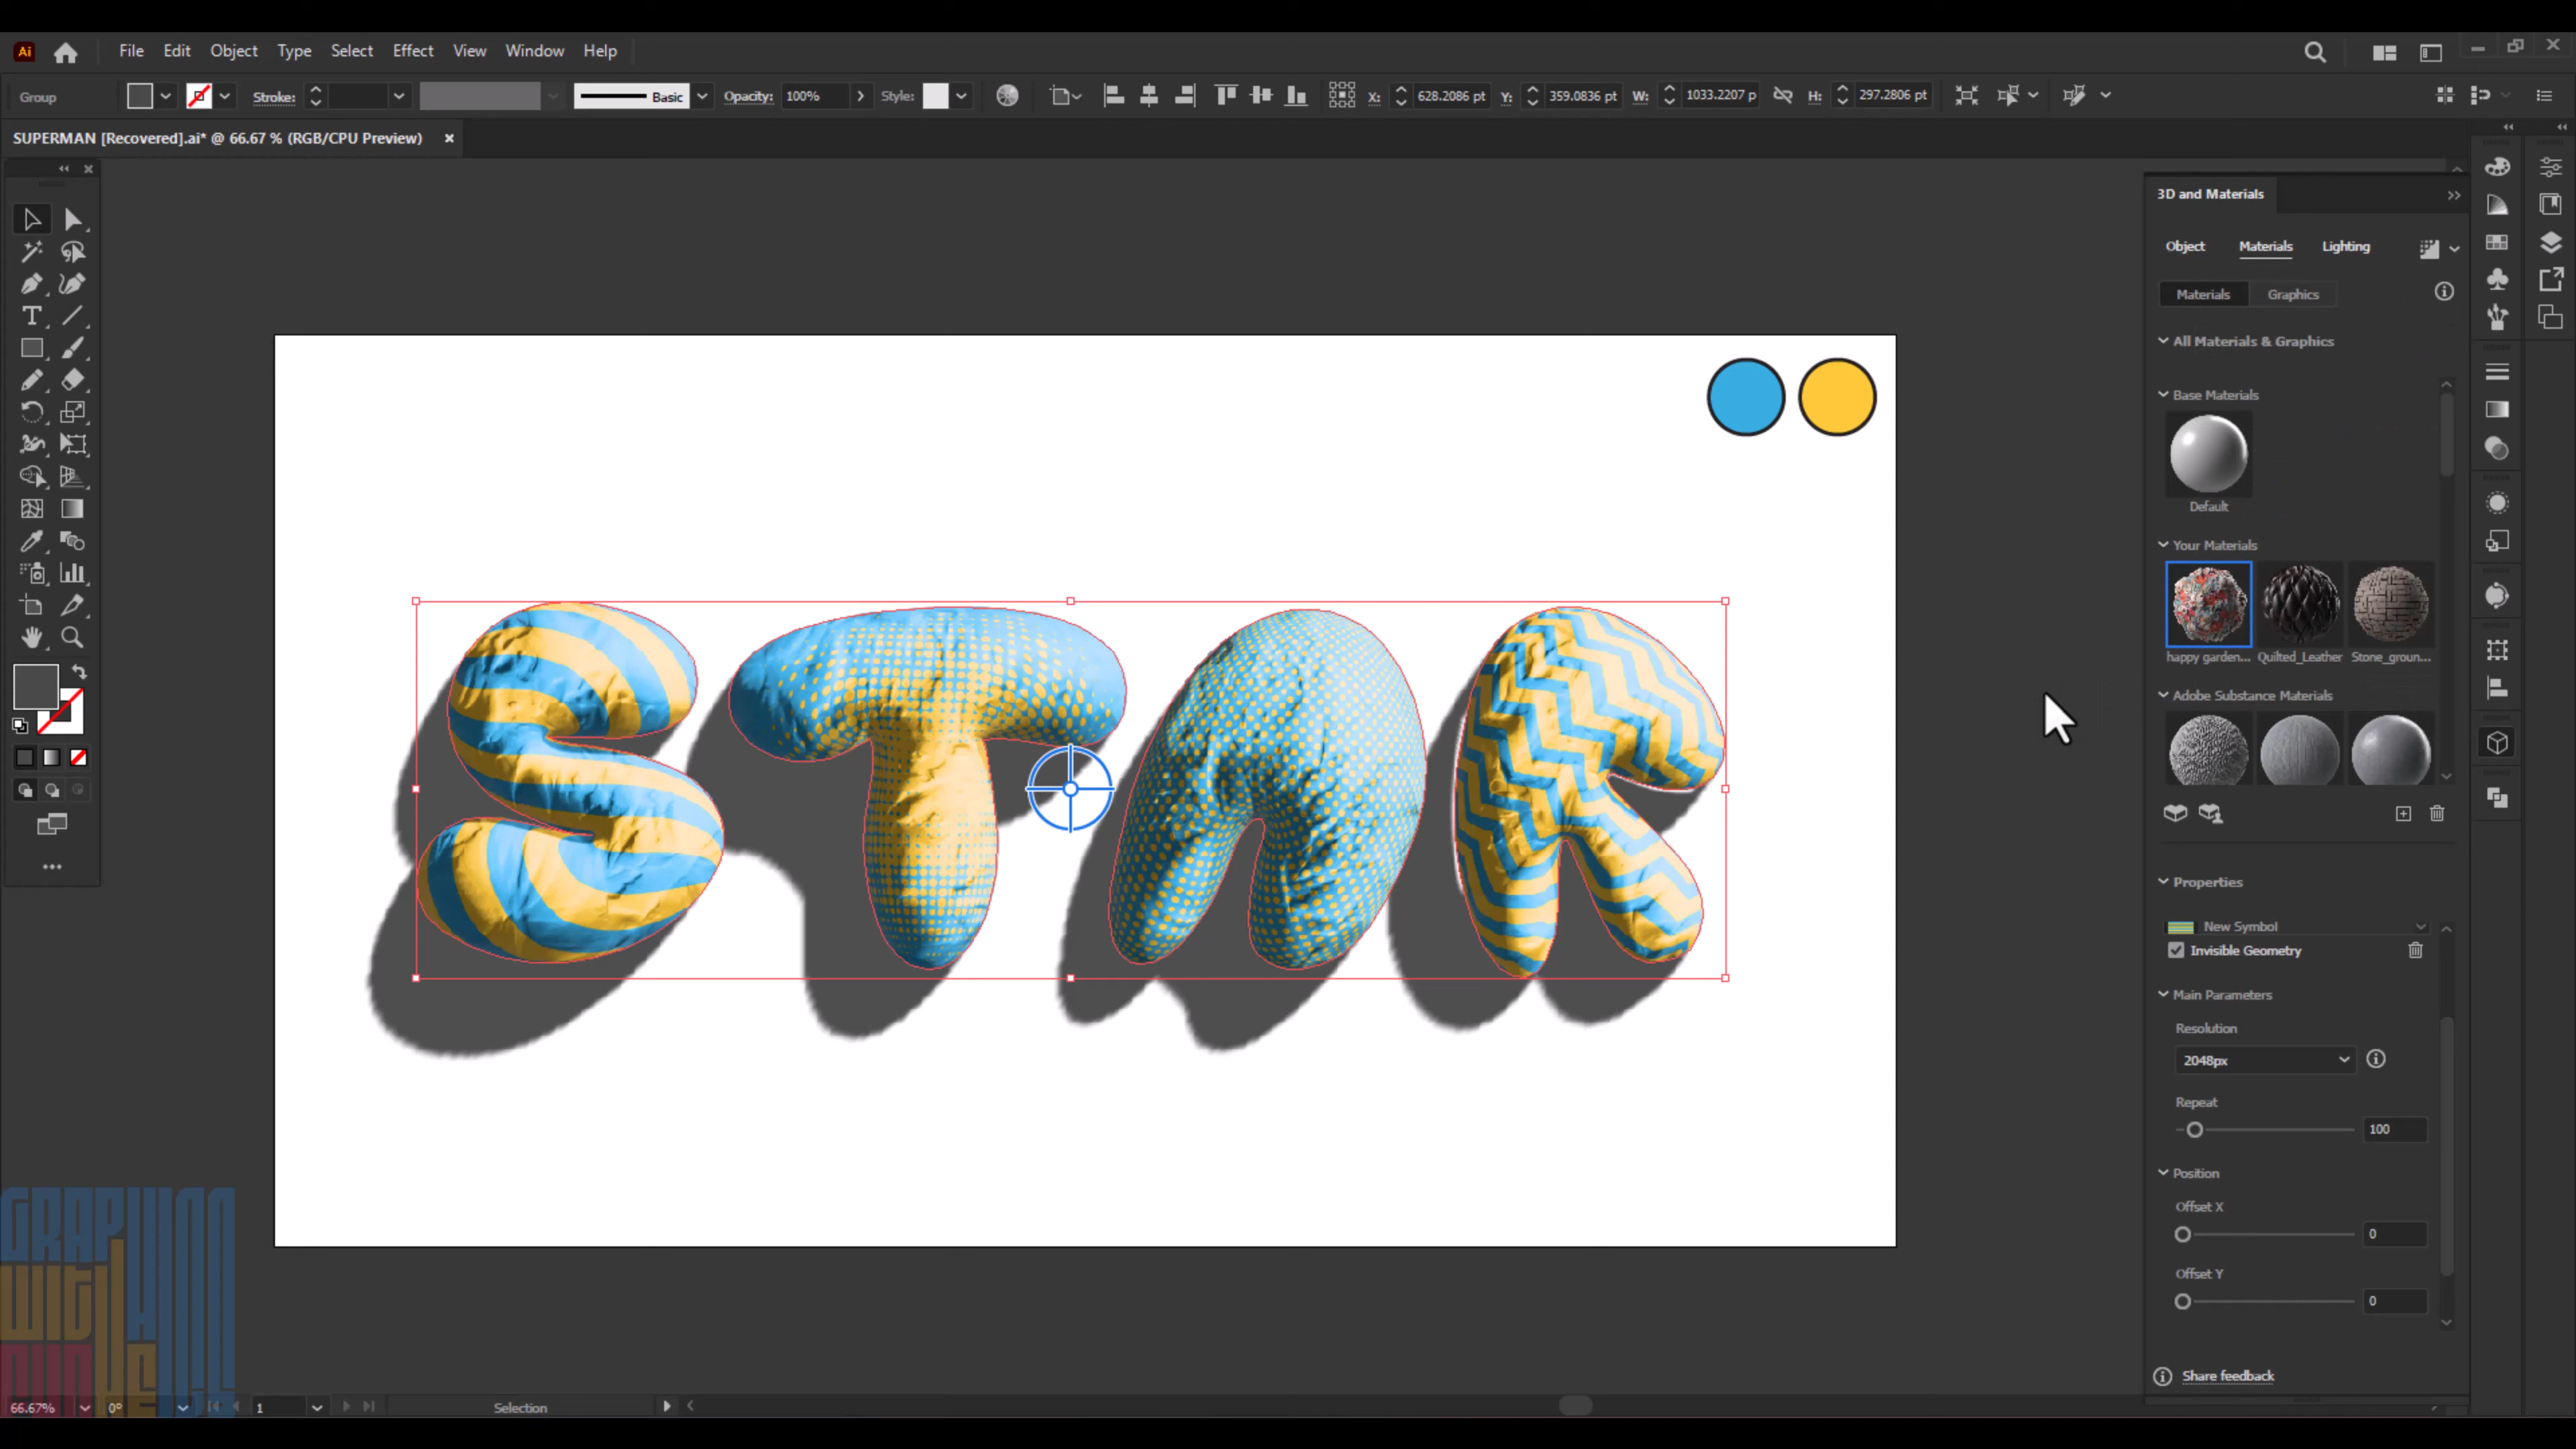 Ai File Edit Object Type Select Effect View Window Help
Group Stroke: Basic Opacity: 100% Style: X: 628.2086 pt Y: 359.0836 pt W: 1033.2207 p H: 297.2806 pt
SUPERMAN [Recovered].ai* @ 66.67 % (RGB/CPU Preview)
3D and Materials
Object Materials Lighting
Materials Graphics
All Materials & Graphics
Base Materials
Default
Your Materials
happy garden... Quilted_Leather Stone_groun...
Adobe Substance Materials
STAR
Properties
New Symbol
Invisible Geometry
Main Parameters
Resolution
2048px
Repeat
100
Position
Offset X
0
Offset Y
0
Share feedback
GRAPHIC
WITH
66.67% 0° 1 Selection